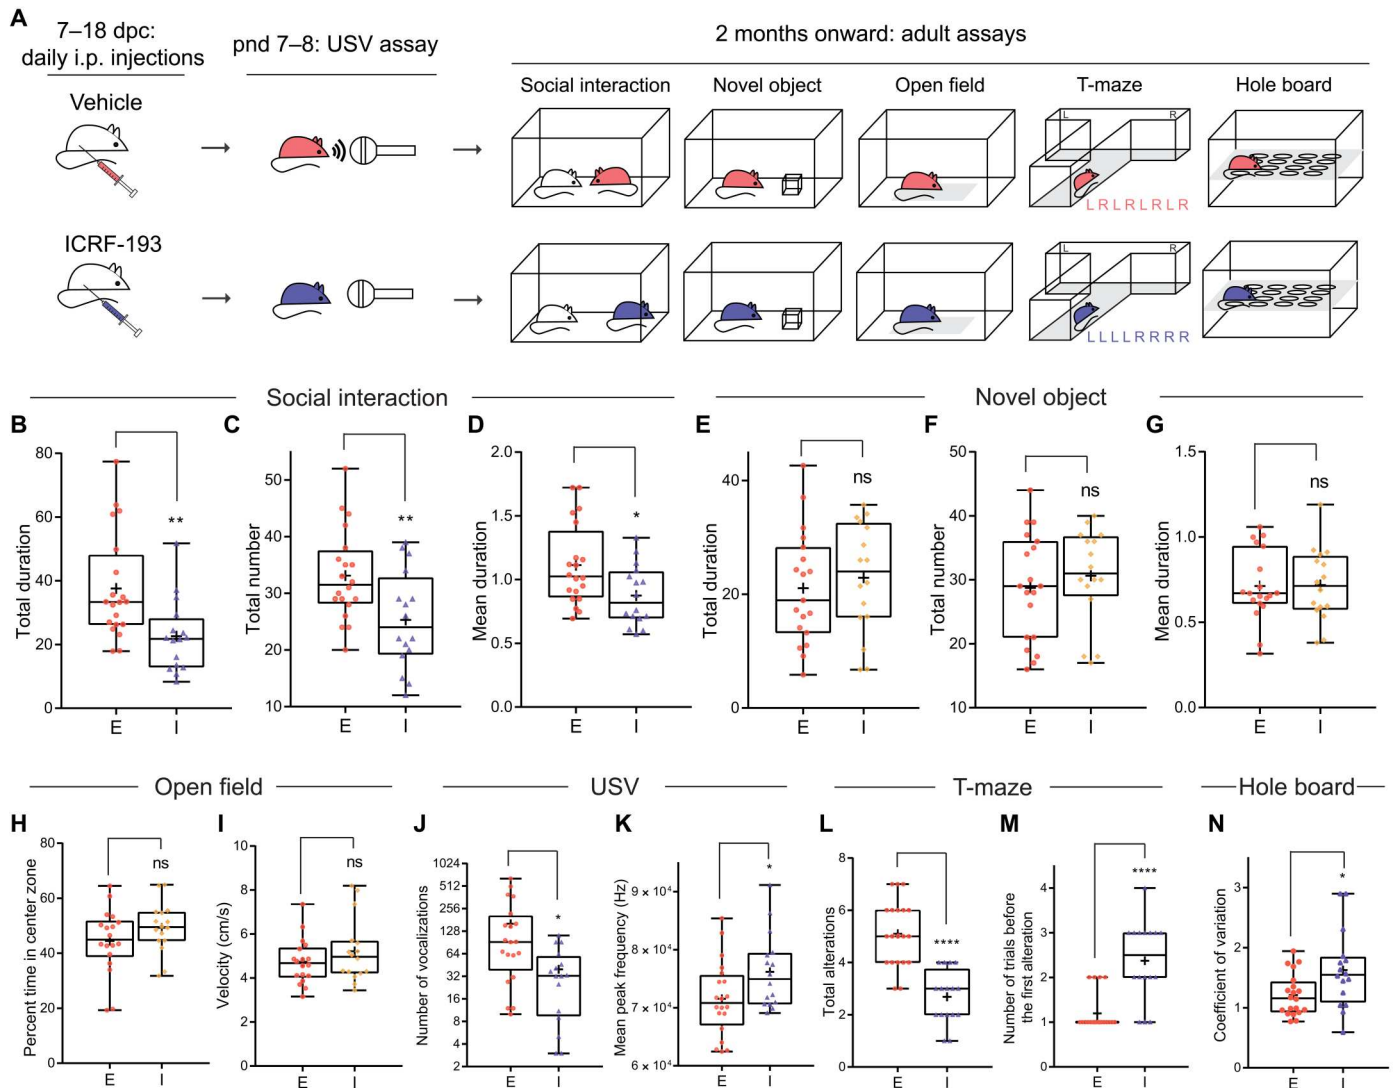 A
7–18 dpc:
daily i.p. injections
pnd 7–8: USV assay
2 months onward: adult assays
Vehicle
Social interaction
Novel object
Open field
T-maze
Hole board
L
R
L R L R L R L R
ICRF-193
L
R
L L L L R R R R
Social interaction
Novel object
B
Total duration
80
60
40
20
0
**
E
I
C
Total number
50
40
30
20
10
**
E
I
D
Mean duration
2.0
1.5
1.0
0.5
0.0
*
E
I
E
Total duration
40
20
0
ns
E
I
F
Total number
50
40
30
20
10
ns
E
I
G
Mean duration
1.5
1.0
0.5
0.0
ns
E
I
Open field
USV
T-maze
Hole board
H
Percent time in center zone
80
60
40
20
0
ns
E
I
I
Velocity (cm/s)
10
8
6
4
2
0
ns
E
I
J
Number of vocalizations
1024
512
256
128
64
32
16
8
4
2
*
E
I
K
Mean peak frequency (Hz)
9 x 10⁴
8 x 10⁴
7 x 10⁴
6 x 10⁴
*
E
I
L
Total alterations
8
6
4
2
0
****
E
I
M
Number of trials before
the first alteration
4
3
2
1
0
****
E
I
N
Coefficient of variation
3
2
1
0
*
E
I